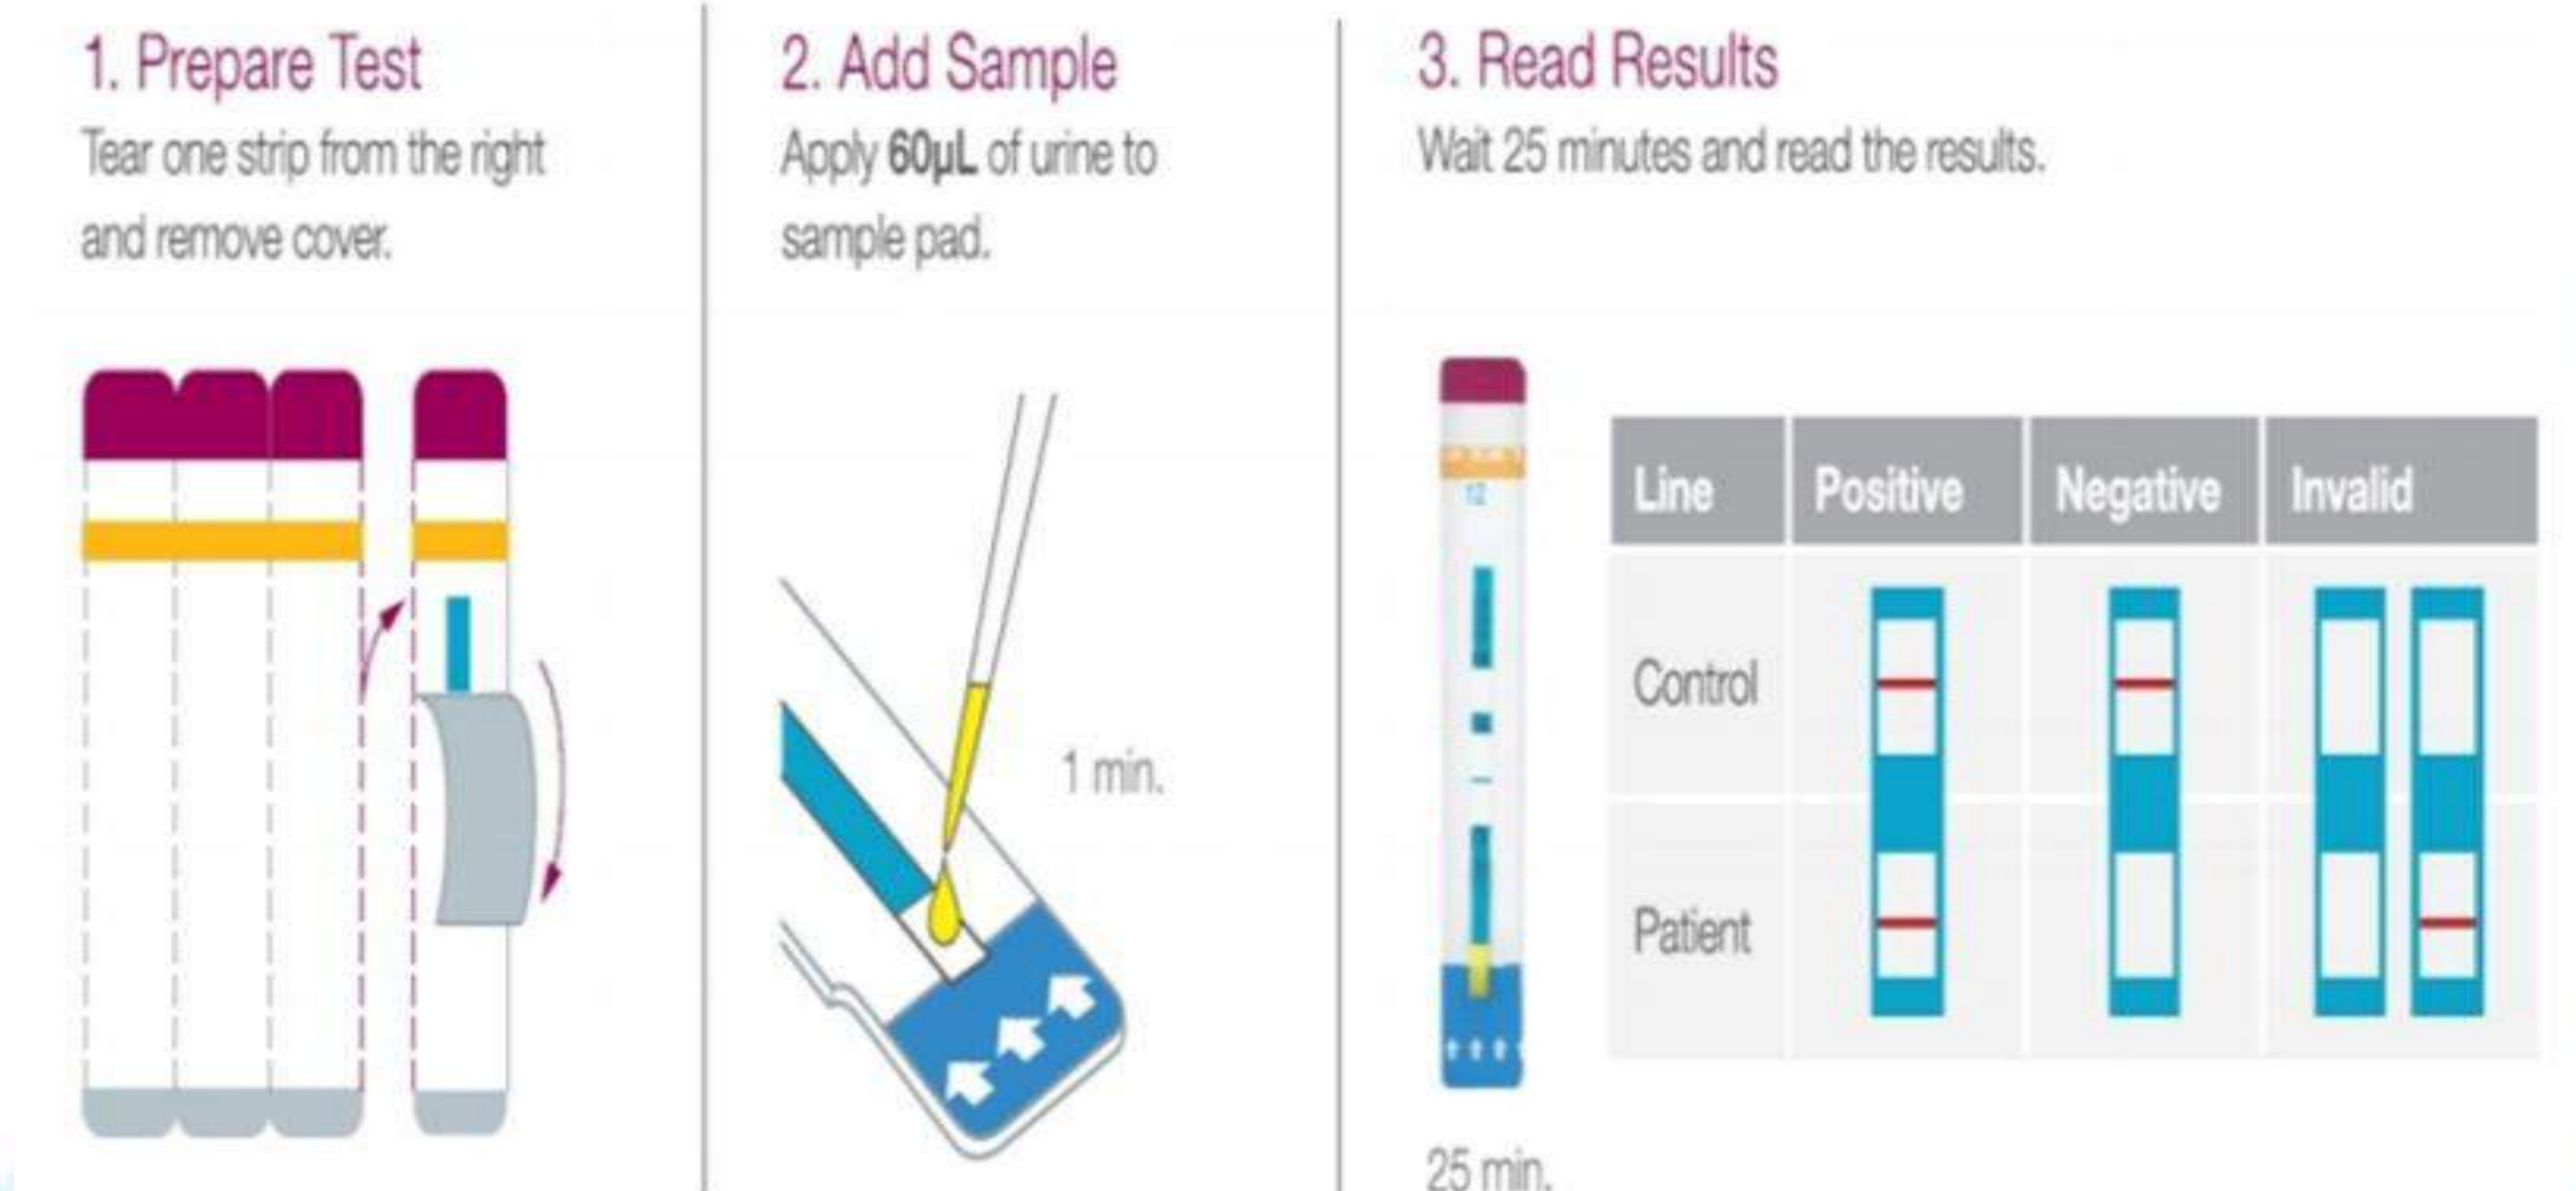 1. Prepare Test
Tear one strip from the right
and remove cover.
2. Add Sample
Apply 60µL of urine to
sample pad.
1 min.
3. Read Results
Wait 25 minutes and read the results.
12
25 min.
Line Positive Negative Invalid
Control
Patient